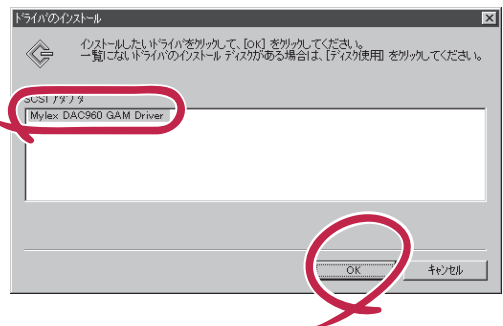 ドライバのインストール
インストールしたいドライバをクリックして、[OK] をクリックしてください。
一覧にないドライバのインストール ディスクがある場合は、[ディスク使用] をクリックしてください。
SCSI アダプタ
Mylex DAC960 GAM Driver
OK
キャンセル